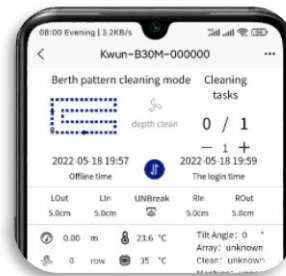 08:00 Evening | 3.2KB/s
Kwun-B30M-000000
Berth pattern cleaning mode
Cleaning tasks
depth clean
0 / 1
− 1 +
2022-05-18 19:57
2022-05-18 19:59
Offline time
The login time
LOut LIn UNBreak RIn ROut
5.0cm 5.0cm 5.0cm 5.0cm
0.00 m 23.6 °C Tilt Angle: 0 °
Array: unknown
0 row 35 °C Clean: unknown